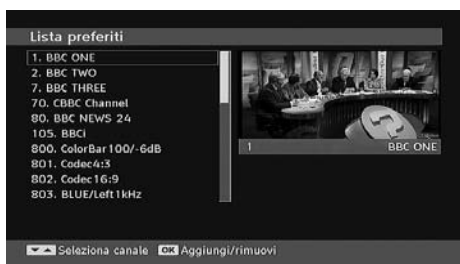 Lista preferiti
1. BBC ONE
2. BBC TWO
7. BBC THREE
70. CBBC Channel
80. BBC NEWS 24
105. BBCi
800. ColorBar100/-6dB
801. Codec4:3
802. Codec16:9
803. BLUE/Left1kHz
1 BBC ONE
Seleziona canale OK Aggiungi/rimuovi